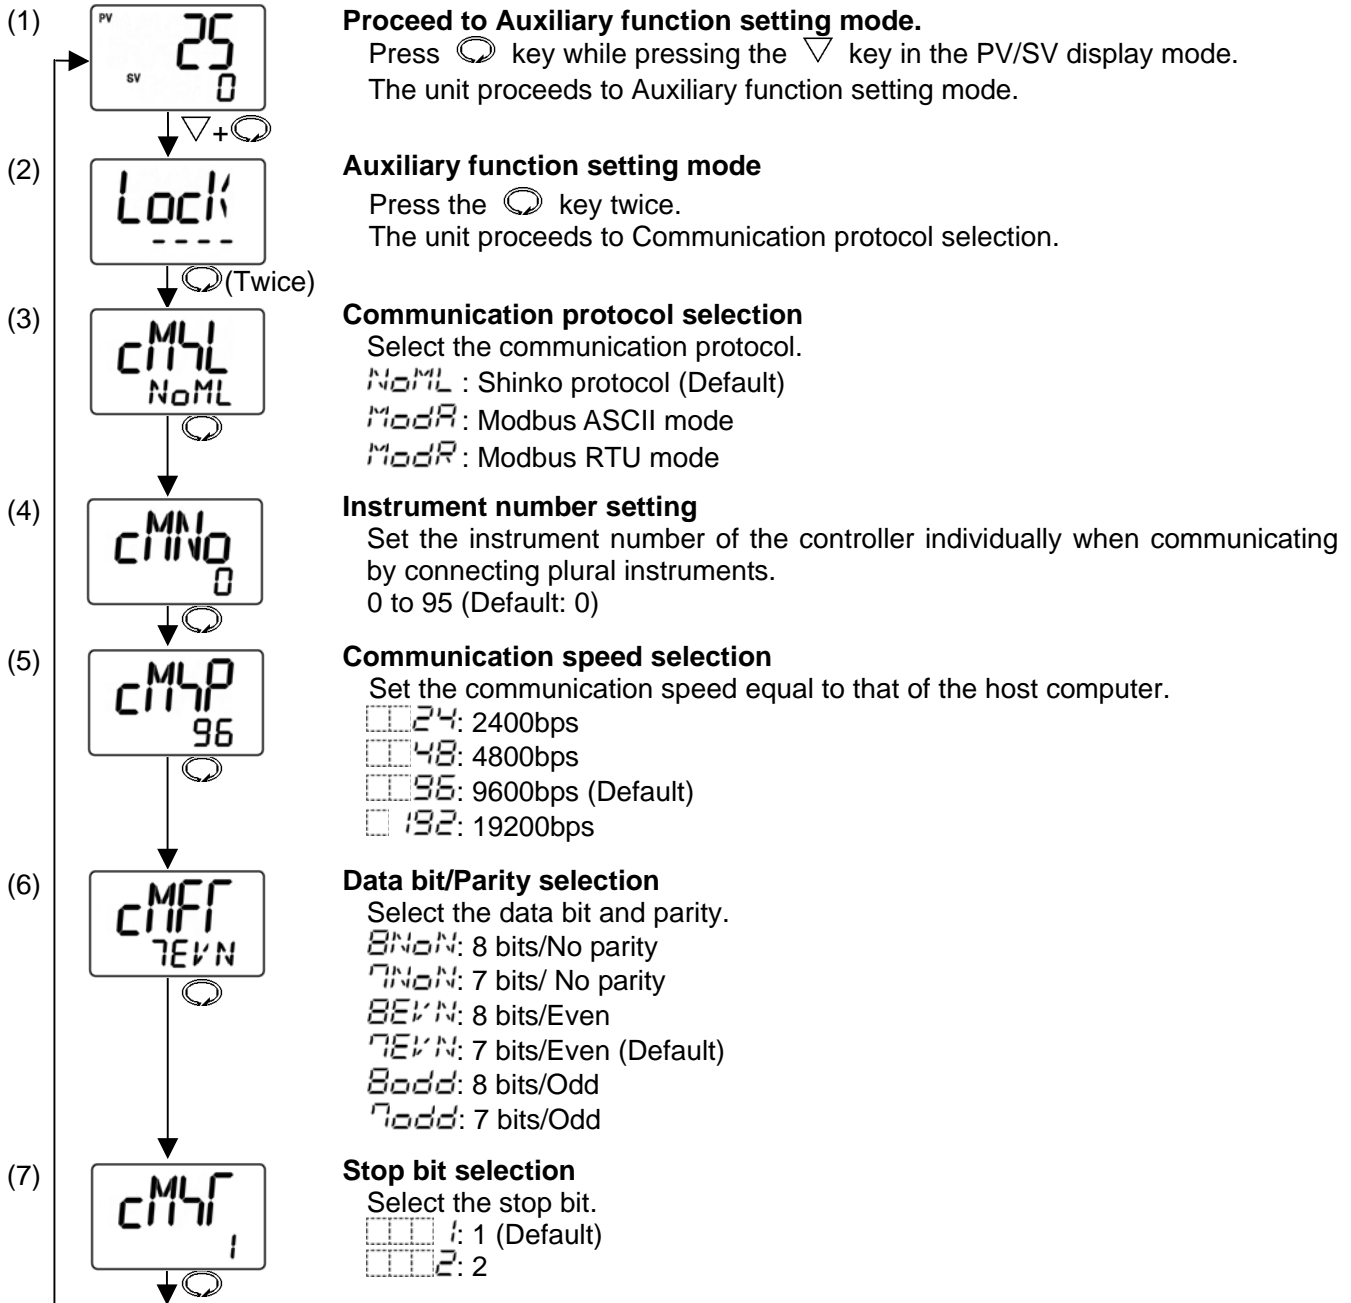 (1)
PV
25
SV
0
Proceed to Auxiliary function setting mode.
Press key while pressing the ▽ key in the PV/SV display mode.
The unit proceeds to Auxiliary function setting mode.
▽+
(2)
Lock
----
Auxiliary function setting mode
Press the key twice.
The unit proceeds to Communication protocol selection.
(Twice)
(3)
cMSL
NoML
Communication protocol selection
Select the communication protocol.
NoML : Shinko protocol (Default)
ModA : Modbus ASCII mode
ModR : Modbus RTU mode
(4)
cMNo
0
Instrument number setting
Set the instrument number of the controller individually when communicating
by connecting plural instruments.
0 to 95 (Default: 0)
(5)
cMSP
96
Communication speed selection
Set the communication speed equal to that of the host computer.
24: 2400bps
48: 4800bps
96: 9600bps (Default)
192: 19200bps
(6)
cMFT
7EVN
Data bit/Parity selection
Select the data bit and parity.
8NoN: 8 bits/No parity
7NoN: 7 bits/ No parity
8EVN: 8 bits/Even
7EVN: 7 bits/Even (Default)
8odd: 8 bits/Odd
7odd: 7 bits/Odd
(7)
cMST
1
Stop bit selection
Select the stop bit.
1: 1 (Default)
2: 2